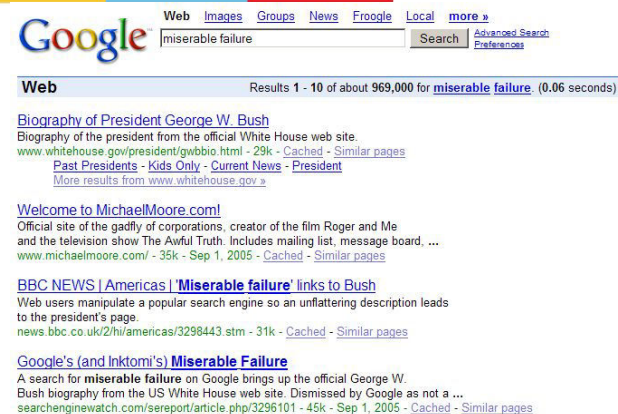 Google™ Web Images Groups News Froogle Local more »
miserable failure Search Advanced Search
Preferences
Web Results 1 - 10 of about 969,000 for miserable failure. (0.06 seconds)
Biography of President George W. Bush
Biography of the president from the official White House web site.
www.whitehouse.gov/president/gwbbio.html - 29k - Cached - Similar pages
Past Presidents - Kids Only - Current News - President
More results from www.whitehouse.gov »
Welcome to MichaelMoore.com!
Official site of the gadfly of corporations, creator of the film Roger and Me
and the television show The Awful Truth. Includes mailing list, message board, ...
www.michaelmoore.com/ - 35k - Sep 1, 2005 - Cached - Similar pages
BBC NEWS | Americas | 'Miserable failure' links to Bush
Web users manipulate a popular search engine so an unflattering description leads
to the president's page.
news.bbc.co.uk/2/hi/americas/3298443.stm - 31k - Cached - Similar pages
Google's (and Inktomi's) Miserable Failure
A search for miserable failure on Google brings up the official George W.
Bush biography from the US White House web site. Dismissed by Google as not a ...
searchenginewatch.com/sereport/article.php/3296101 - 45k - Sep 1, 2005 - Cached - Similar pages